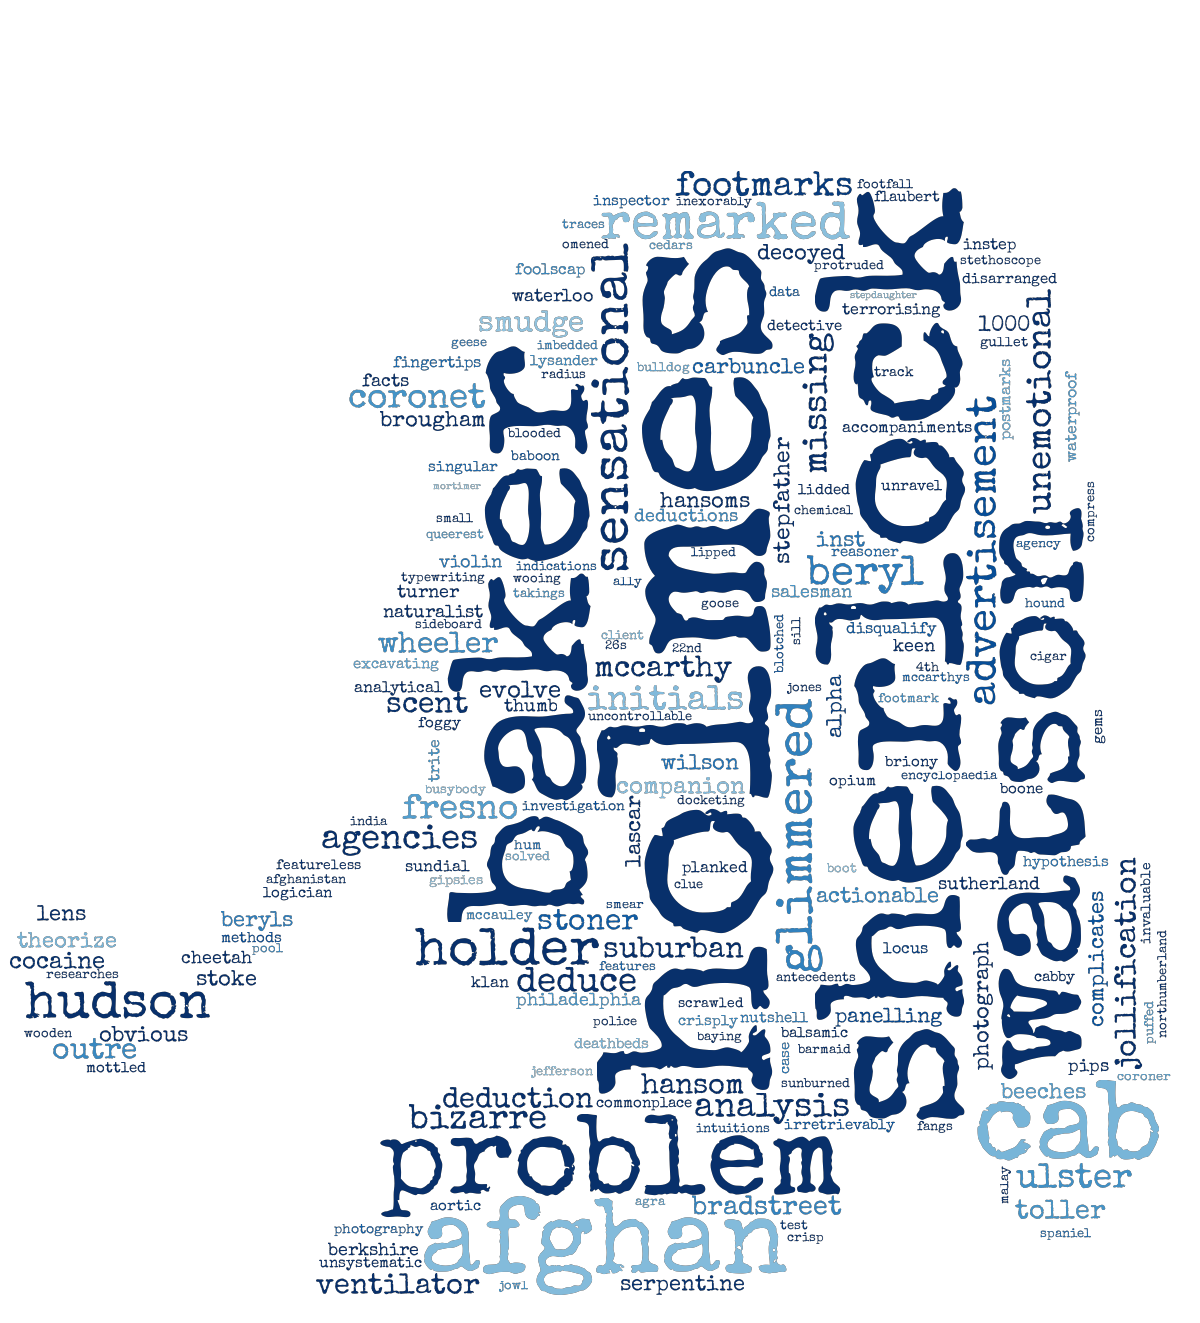 footmarks
footfall
flaubert
inspector
inexorably
remarked
traces
omened
cedars
decoyed
instep
stethoscope
protruded
disarranged
foolscap
data
stepdaughter
waterloo
terrorising
smudge
detective
1000
gullet
geese
imbedded
fingertips
lysander
radius
bulldog
carbuncle
facts
track
coronet
brougham
blooded
accompaniments
baboon
singular
mortimer
unravel
lidded
hansoms
small
deductions
chemical
queerest
inst
agency
violin
indications
lipped
reasoner
typewriting
wooing
ally
beryl
turner
takings
salesman
goose
hound
naturalist
sideboard
client
disqualify
wheeler
26s
22nd
keen
excavating
mccarthy
4th
mccarthys
cigar
analytical
evolve
jones
scent
thumb
initials
footmark
foggy
uncontrollable
wilson
briony
encyclopaedia
busybody
companion
opium
boone
fresno
investigation
docketing
india
agencies
hum
solved
featureless
sundial
planked
boot
hypothesis
afghanistan
gipsies
clue
sutherland
logician
actionable
lens
beryls
mccauley
stoner
smear
theorize
methods
pool
holder
suburban
locus
cocaine
cheetah
features
researches
stoke
klan
deduce
antecedents
cabby
hudson
philadelphia
scrawled
wooden
obvious
police
crisply
nutshell
panelling
outre
deathbeds
baying
balsamic
mottled
barmaid
pips
jefferson
hansom
sunburned
coroner
deduction
commonplace
analysis
beeches
bizarre
intuitions
irretrievably
fangs
cab
problem
ulster
aortic
agra
bradstreet
toller
photography
afghan
test
crisp
spaniel
berkshire
unsystematic
ventilator
jowl
serpentine
baker
sensational
holmes
sherlock
watson
missing
stepfather
advertisement
unemotional
postmarks
waterproof
compress
blotched
sill
alpha
glimmered
gems
trite
lascar
photograph
complicates
jollification
invaluable
puffed
northumberland
case
malay